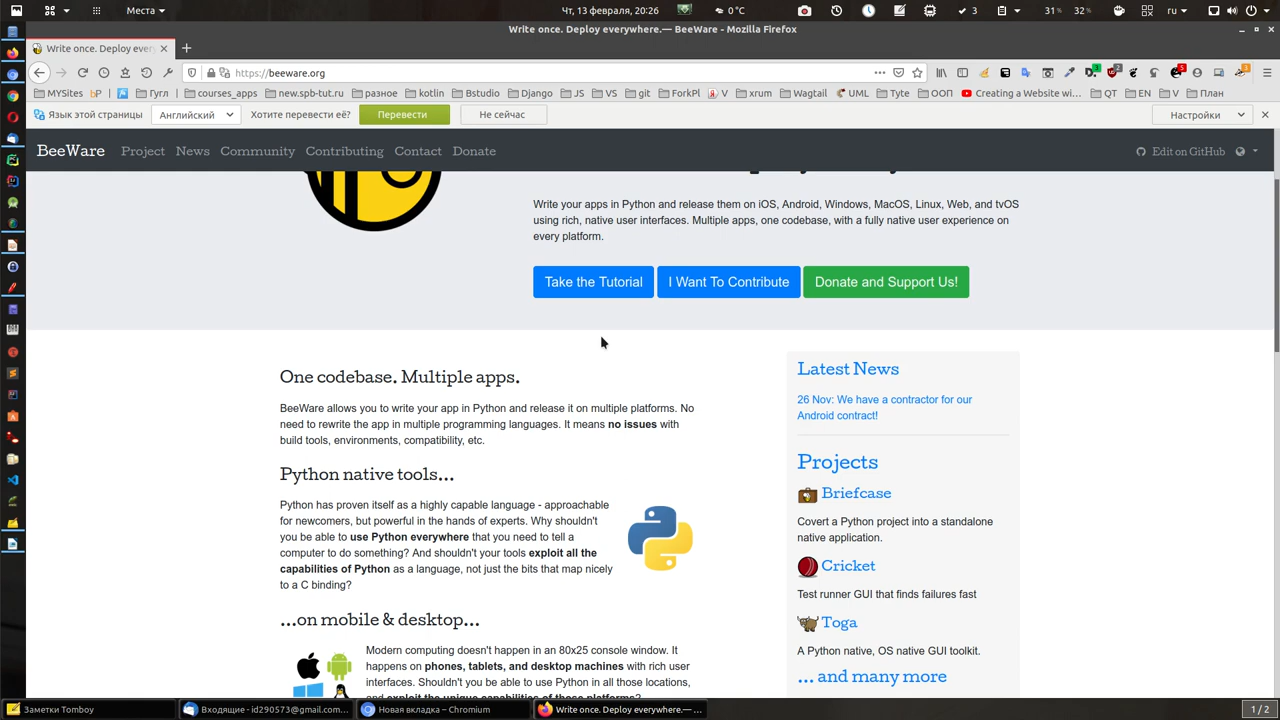 Места
Чт, 13 февраля, 20:26
0°C
3
31 %
32%
ru
Write once. Deploy everywhere.— BeeWare - Mozilla Firefox
Write once. Deploy every
https://beeware.org
MYSites
bP
Гугл
courses_apps
new.spb-tut.ru
разное
kotlin
Bstudio
Django
JS
VS
git
ForkPl
V
xrum
Wagtail
UML
Tyte
ООП
Creating a Website wi…
QT
EN
V
План
Язык этой страницы
Английский
Хотите перевести её?
Перевести
Не сейчас
Настройки
BeeWare
Project
News
Community
Contributing
Contact
Donate
Edit on GitHub
Write your apps in Python and release them on iOS, Android, Windows, MacOS, Linux, Web, and tvOS
using rich, native user interfaces. Multiple apps, one codebase, with a fully native user experience on
every platform.
Take the Tutorial
I Want To Contribute
Donate and Support Us!
One codebase. Multiple apps.
BeeWare allows you to write your app in Python and release it on multiple platforms. No
need to rewrite the app in multiple programming languages. It means no issues with
build tools, environments, compatibility, etc.
Python native tools...
Python has proven itself as a highly capable language - approachable
for newcomers, but powerful in the hands of experts. Why shouldn't
you be able to use Python everywhere that you need to tell a
computer to do something? And shouldn't your tools exploit all the
capabilities of Python as a language, not just the bits that map nicely
to a C binding?
...on mobile & desktop...
Modern computing doesn't happen in an 80x25 console window. It
happens on phones, tablets, and desktop machines with rich user
interfaces. Shouldn't you be able to use Python in all those locations,
and exploit the unique capabilities of those platforms?
Latest News
26 Nov: We have a contractor for our
Android contract!
Projects
Briefcase
Covert a Python project into a standalone
native application.
Cricket
Test runner GUI that finds failures fast
Toga
A Python native, OS native GUI toolkit.
... and many more
Заметки Tomboy
Входящие - id290573@gmail.com…
Новая вкладка – Chromium
Write once. Deploy everywhere.— …
1 / 2